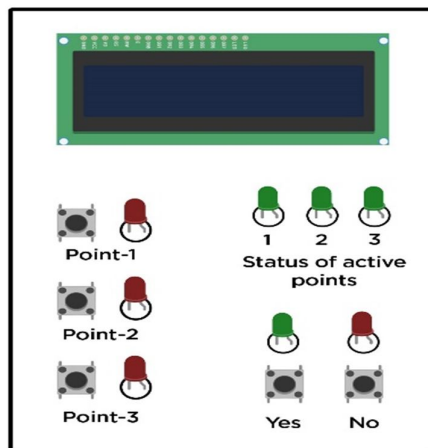 Point-1
1 2 3
Status of active
points
Point-2
Point-3
Yes No